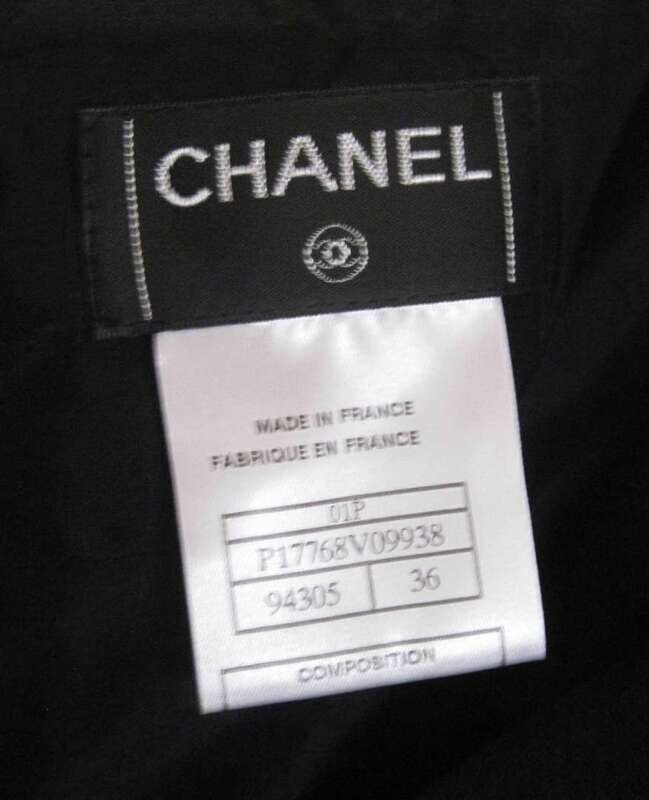 CHANEL
MADE IN FRANCE
FABRIQUE EN FRANCE
01P
P17768V09938
94305 36
COMPOSITION